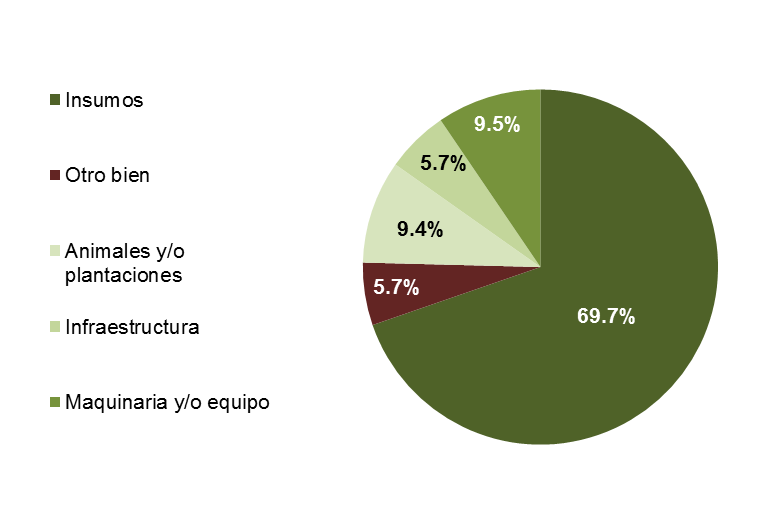 Insumos
Otro bien
Animales y/o
plantaciones
Infraestructura
Maquinaria y/o equipo
9.5%
5.7%
9.4%
5.7%
69.7%